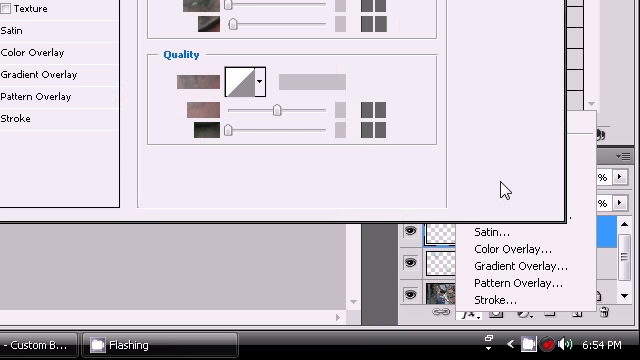 Texture
Satin
Color Overlay
Gradient Overlay
Pattern Overlay
Stroke
Quality
%
%
Satin...
Color Overlay...
Gradient Overlay...
Pattern Overlay...
Stroke...
fx
- Custom B...
Flashing
6:54 PM